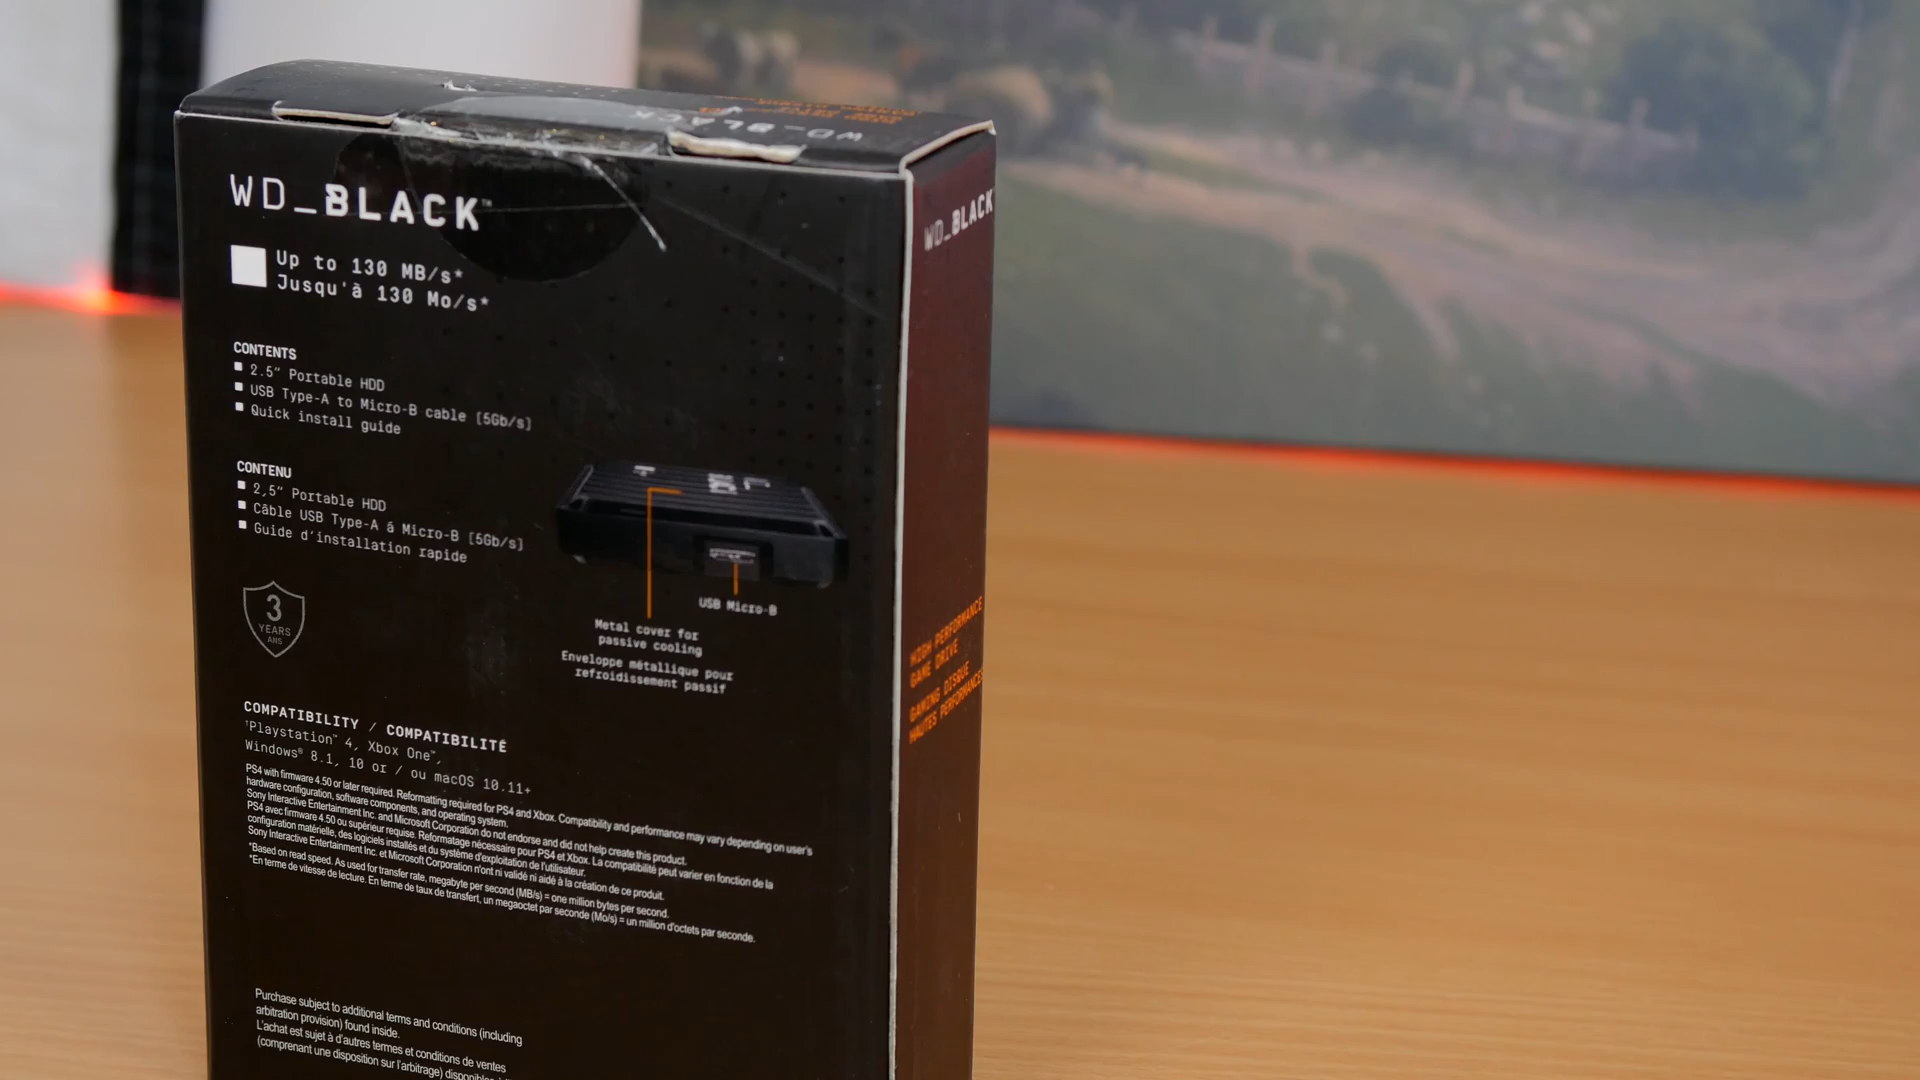 WD_BLACK
WD_BLACK™
Up to 130 MB/s*
Jusqu'à 130 Mo/s*
CONTENTS
2.5” Portable HDD
USB Type-A to Micro-B cable [5Gb/s]
Quick install guide
CONTENU
2,5” Portable HDD
Câble USB Type-A á Micro-B [5Gb/s]
Guide d'installation rapide
3
YEARS
ANS
USB Micro-B
Metal cover for
passive cooling
Enveloppe métallique pour
refroidissement passif
COMPATIBILITY / COMPATIBILITÉ
†Playstation™ 4, Xbox One™,
Windows® 8.1, 10 or / ou macOS 10.11+
PS4 with firmware 4.50 or later required. Reformatting required for PS4 and Xbox. Compatibility and performance may vary depending on user's
hardware configuration, software components, and operating system.
Sony Interactive Entertainment Inc. and Microsoft Corporation do not endorse and did not help create this product.
PS4 avec firmware 4.50 ou supérieur requise. Reformatage nécessaire pour PS4 et Xbox. La compatibilité peut varier en fonction de la
configuration matérielle, des logiciels installés et du système d'exploitation de l'utilisateur.
Sony Interactive Entertainment Inc. et Microsoft Corporation n'ont ni validé ni aidé à la création de ce produit.
*Based on read speed. As used for transfer rate, megabyte per second (MB/s) = one million bytes per second.
*En terme de vitesse de lecture. En terme de taux de transfert, un megaoctet par seconde (Mo/s) = un million d'octets par seconde.
Purchase subject to additional terms and conditions (including
arbitration provision) found inside.
L'achat est sujet à d'autres termes et conditions de ventes
(comprenant une disposition sur l'arbitrage)
WD_BLACK
HIGH PERFORMANCE
GAME DRIVE
GAMING DISQUE
HAUTES PERFORMANCES